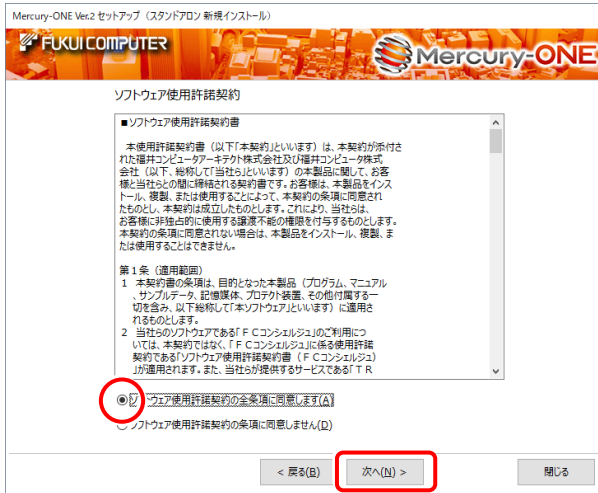 Mercury-ONE Ver.2 セットアップ（スタンドアロン 新規インストール）
FUKUI COMPUTER
Mercury-ONE
ソフトウェア使用許諾契約
■ソフトウェア使用許諾契約書
本使用許諾契約書（以下「本契約」といいます）は、本契約が添付さ
れた福井コンピュータアーキテクト株式会社及び福井コンピュータ株式
会社（以下、総称して「当社ら」といいます）の本製品に関して、お客
様と当社らとの間に締結される契約書です。お客様は、本製品をインス
トール、複製、または使用することによって、本契約の条項に同意され
たものとし、本契約は成立したものとします。これにより、当社らは、
お客様に非独占的に使用する譲渡不能の権限を付与するものとします。
本契約の条項に同意されない場合は、本製品をインストール、複製、ま
たは使用することはできません。
第１条（適用範囲）
１　本契約書の条項は、目的となった本製品（プログラム、マニュアル
、サンプルデータ、記憶媒体、プロテクト装置、その他付属する一
切を含み、以下総称して「本ソフトウェア」といいます）に適用さ
れるものとします。
２　当社らのソフトウェアである「ＦＣコンシェルジュ」のご利用につ
いては、本契約ではなく、「ＦＣコンシェルジュ」に係る使用許諾
契約である「ソフトウェア使用許諾契約書（ＦＣコンシェルジュ）
」が適用されます。また、当社らが提供するサービスである「ＴＲ
ソフトウェア使用許諾契約の全条項に同意します(A)
ソフトウェア使用許諾契約の条項に同意しません(D)
< 戻る(B)
次へ(N) >
閉じる